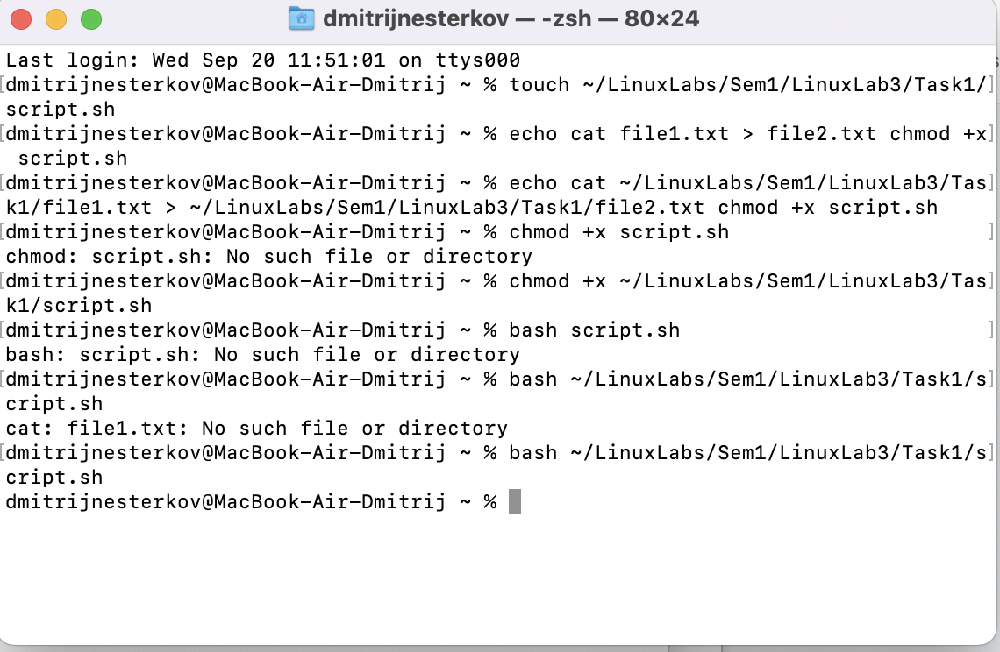 dmitrijnesterkov — -zsh — 80×24
Last login: Wed Sep 20 11:51:01 on ttys000
[dmitrijnesterkov@MacBook-Air-Dmitrij ~ % touch ~/LinuxLabs/Sem1/LinuxLab3/Task1/]
script.sh
[dmitrijnesterkov@MacBook-Air-Dmitrij ~ % echo cat file1.txt > file2.txt chmod +x]
 script.sh
[dmitrijnesterkov@MacBook-Air-Dmitrij ~ % echo cat ~/LinuxLabs/Sem1/LinuxLab3/Tas]
k1/file1.txt > ~/LinuxLabs/Sem1/LinuxLab3/Task1/file2.txt chmod +x script.sh
[dmitrijnesterkov@MacBook-Air-Dmitrij ~ % chmod +x script.sh ]
chmod: script.sh: No such file or directory
[dmitrijnesterkov@MacBook-Air-Dmitrij ~ % chmod +x ~/LinuxLabs/Sem1/LinuxLab3/Tas]
k1/script.sh
[dmitrijnesterkov@MacBook-Air-Dmitrij ~ % bash script.sh ]
bash: script.sh: No such file or directory
[dmitrijnesterkov@MacBook-Air-Dmitrij ~ % bash ~/LinuxLabs/Sem1/LinuxLab3/Task1/s]
cript.sh
cat: file1.txt: No such file or directory
[dmitrijnesterkov@MacBook-Air-Dmitrij ~ % bash ~/LinuxLabs/Sem1/LinuxLab3/Task1/s]
cript.sh
dmitrijnesterkov@MacBook-Air-Dmitrij ~ %